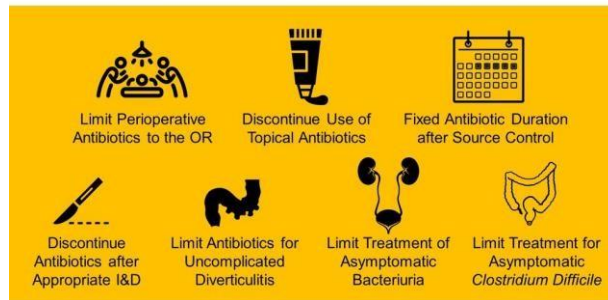 Limit Perioperative
Antibiotics to the OR
Discontinue Use of
Topical Antibiotics
Fixed Antibiotic Duration
after Source Control
Discontinue
Antibiotics after
Appropriate I&D
Limit Antibiotics for
Uncomplicated
Diverticulitis
Limit Treatment of
Asymptomatic
Bacteriuria
Limit Treatment for
Asymptomatic
Clostridium Difficile